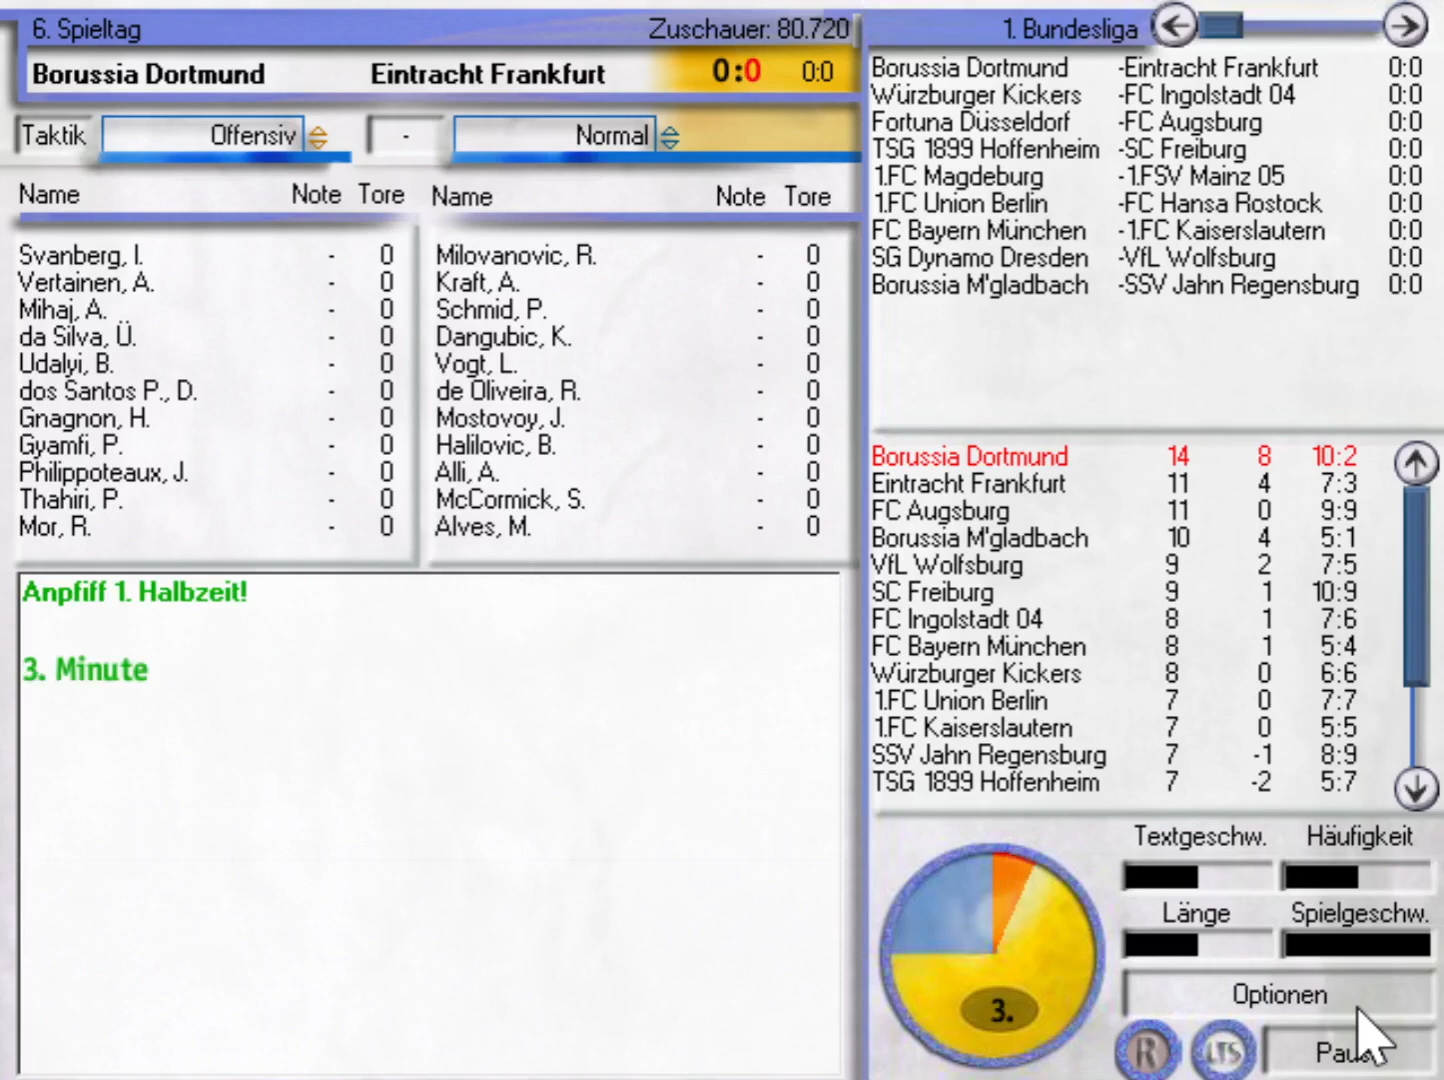 6. Spieltag Zuschauer: 80.720
Borussia Dortmund Eintracht Frankfurt 0:0 0:0
Taktik Offensiv - Normal
Name Note Tore Name Note Tore
Svanberg, I. - 0 Milovanovic, R. - 0
Vertainen, A. - 0 Kraft, A. - 0
Mihaj, A. - 0 Schmid, P. - 0
da Silva, Ü. - 0 Dangubic, K. - 0
Udalyi, B. - 0 Vogt, L. - 0
dos Santos P., D. - 0 de Oliveira, R. - 0
Gnagnon, H. - 0 Mostovoy, J. - 0
Gyamfi, P. - 0 Halilovic, B. - 0
Philippoteaux, J. - 0 Alli, A. - 0
Thahiri, P. - 0 McCormick, S. - 0
Mor, R. - 0 Alves, M. - 0
Anpfiff 1. Halbzeit!
3. Minute
1. Bundesliga
Borussia Dortmund -Eintracht Frankfurt 0:0
Würzburger Kickers -FC Ingolstadt 04 0:0
Fortuna Düsseldorf -FC Augsburg 0:0
TSG 1899 Hoffenheim -SC Freiburg 0:0
1.FC Magdeburg -1.FSV Mainz 05 0:0
1.FC Union Berlin -FC Hansa Rostock 0:0
FC Bayern München -1.FC Kaiserslautern 0:0
SG Dynamo Dresden -VfL Wolfsburg 0:0
Borussia M'gladbach -SSV Jahn Regensburg 0:0
Borussia Dortmund 14 8 10:2
Eintracht Frankfurt 11 4 7:3
FC Augsburg 11 0 9:9
Borussia M'gladbach 10 4 5:1
VfL Wolfsburg 9 2 7:5
SC Freiburg 9 1 10:9
FC Ingolstadt 04 8 1 7:6
FC Bayern München 8 1 5:4
Würzburger Kickers 8 0 6:6
1.FC Union Berlin 7 0 7:7
1.FC Kaiserslautern 7 0 5:5
SSV Jahn Regensburg 7 -1 8:9
TSG 1899 Hoffenheim 7 -2 5:7
Textgeschw. Häufigkeit
Länge Spielgeschw.
3.
Optionen
R LTS